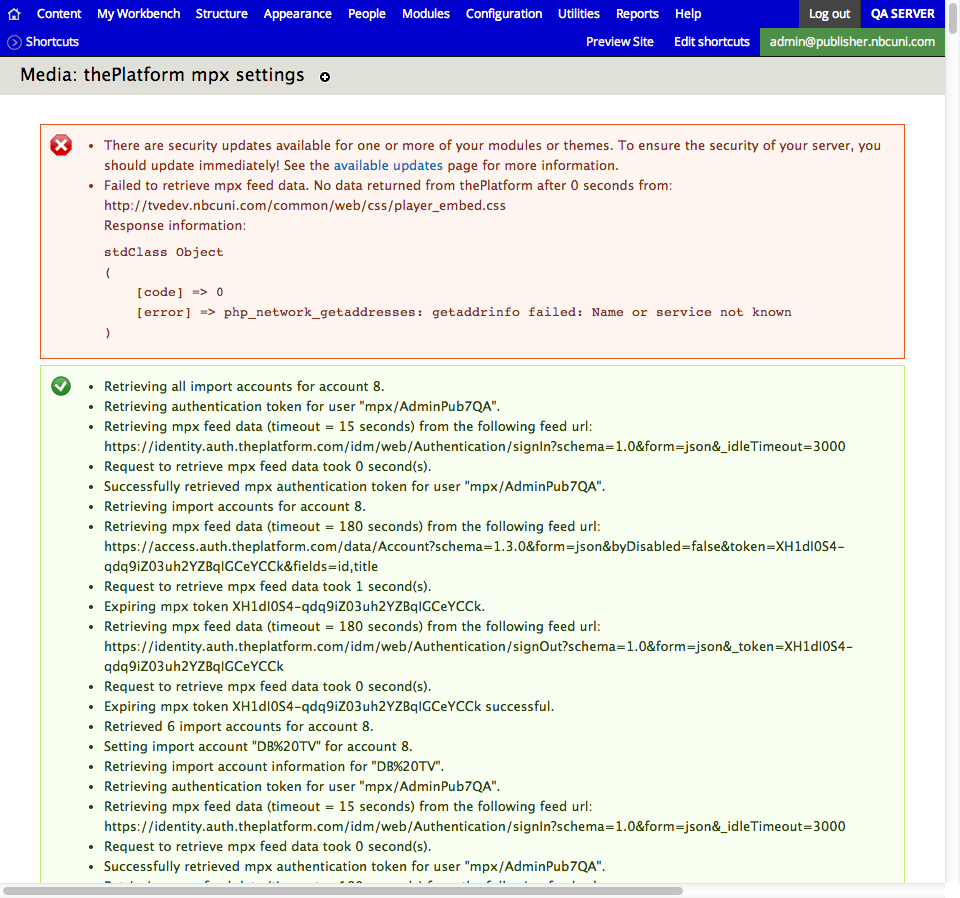 Content My Workbench Structure Appearance People Modules Configuration Utilities Reports Help Log out QA SERVER
Shortcuts Preview Site Edit shortcuts admin@publisher.nbcuni.com
Media: thePlatform mpx settings
There are security updates available for one or more of your modules or themes. To ensure the security of your server, you
should update immediately! See the available updates page for more information.
Failed to retrieve mpx feed data. No data returned from thePlatform after 0 seconds from:
http://tvedev.nbcuni.com/common/web/css/player_embed.css
Response information:
stdClass Object
(
[code] => 0
[error] => php_network_getaddresses: getaddrinfo failed: Name or service not known
)
Retrieving all import accounts for account 8.
Retrieving authentication token for user "mpx/AdminPub7QA".
Retrieving mpx feed data (timeout = 15 seconds) from the following feed url:
https://identity.auth.theplatform.com/idm/web/Authentication/signIn?schema=1.0&form=json&_idleTimeout=3000
Request to retrieve mpx feed data took 0 second(s).
Successfully retrieved mpx authentication token for user "mpx/AdminPub7QA".
Retrieving import accounts for account 8.
Retrieving mpx feed data (timeout = 180 seconds) from the following feed url:
https://access.auth.theplatform.com/data/Account?schema=1.3.0&form=json&byDisabled=false&token=XH1dI0S4-
qdq9iZ03uh2YZBqIGCeYCCk&fields=id,title
Request to retrieve mpx feed data took 1 second(s).
Expiring mpx token XH1dI0S4-qdq9iZ03uh2YZBqIGCeYCCk.
Retrieving mpx feed data (timeout = 180 seconds) from the following feed url:
https://identity.auth.theplatform.com/idm/web/Authentication/signOut?schema=1.0&form=json&_token=XH1dI0S4-
qdq9iZ03uh2YZBqIGCeYCCk
Request to retrieve mpx feed data took 0 second(s).
Expiring mpx token XH1dI0S4-qdq9iZ03uh2YZBqIGCeYCCk successful.
Retrieved 6 import accounts for account 8.
Setting import account "DB%20TV" for account 8.
Retrieving import account information for "DB%20TV".
Retrieving authentication token for user "mpx/AdminPub7QA".
Retrieving mpx feed data (timeout = 15 seconds) from the following feed url:
https://identity.auth.theplatform.com/idm/web/Authentication/signIn?schema=1.0&form=json&_idleTimeout=3000
Request to retrieve mpx feed data took 0 second(s).
Successfully retrieved mpx authentication token for user "mpx/AdminPub7QA".